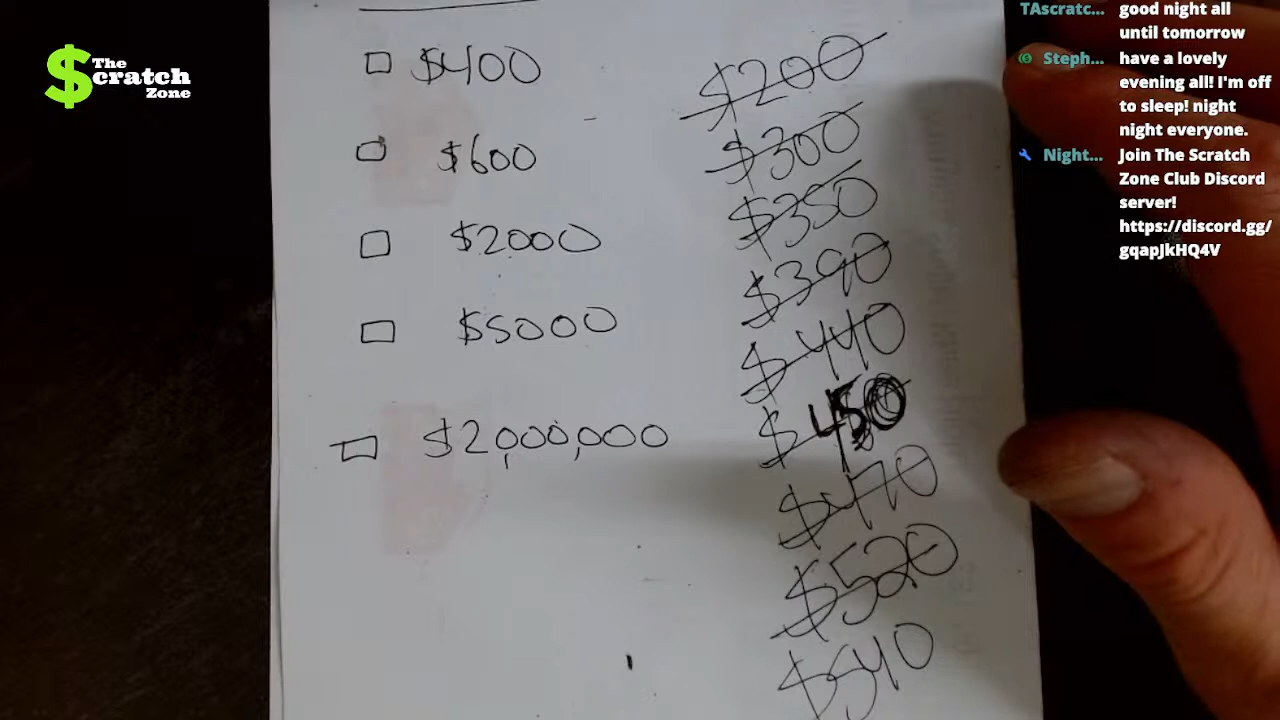 The
$cratch
Zone
$400
$600
$2000
$5000
$2,000,000
$200
$300
$350
$390
$440
$450
$470
$520
$540
TAscratc... good night all
until tomorrow
Steph... have a lovely
evening all! I'm off
to sleep! night
night everyone.
Night... Join The Scratch
Zone Club Discord
server!
https://discord.gg/
gqapJkHQ4V